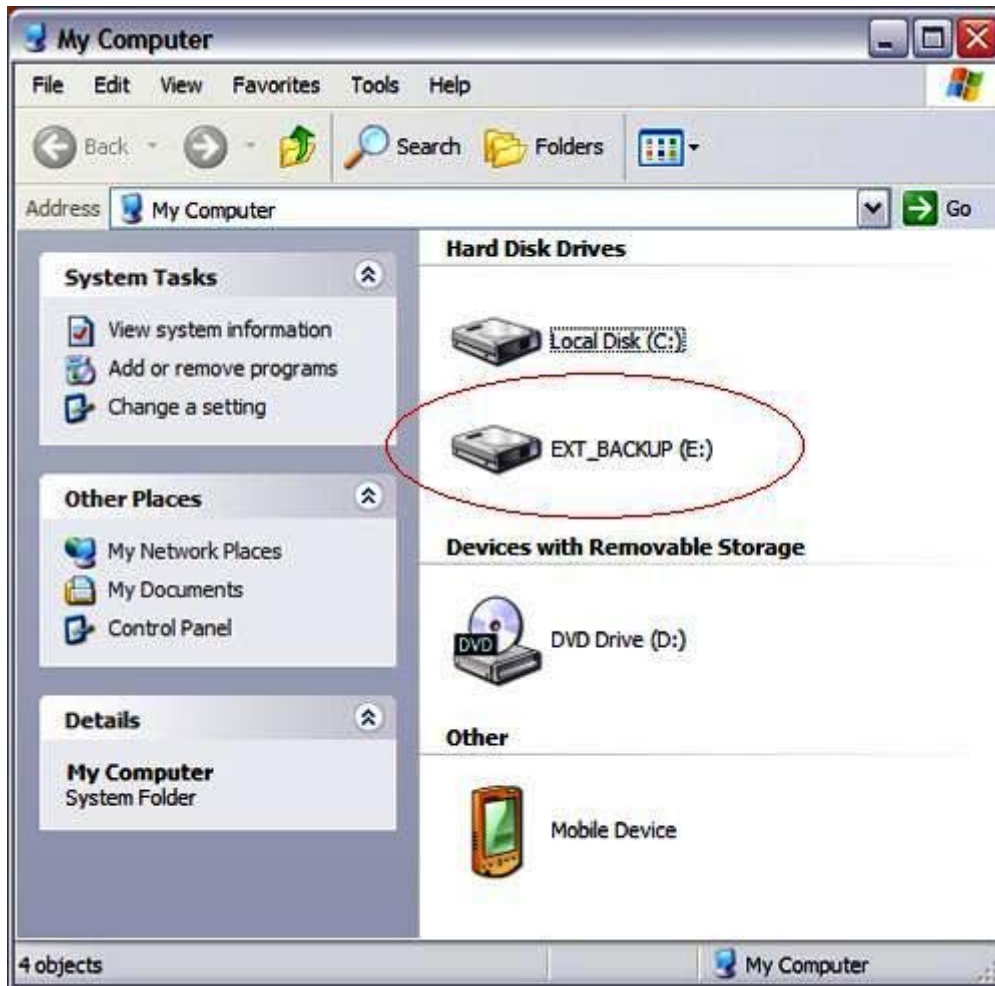 My Computer
File Edit View Favorites Tools Help
Back Search Folders
Address My Computer Go
System Tasks
View system information
Add or remove programs
Change a setting
Other Places
My Network Places
My Documents
Control Panel
Details
My Computer
System Folder
Hard Disk Drives
Local Disk (C:)
EXT_BACKUP (E:)
Devices with Removable Storage
DVD
DVD Drive (D:)
Other
Mobile Device
4 objects My Computer